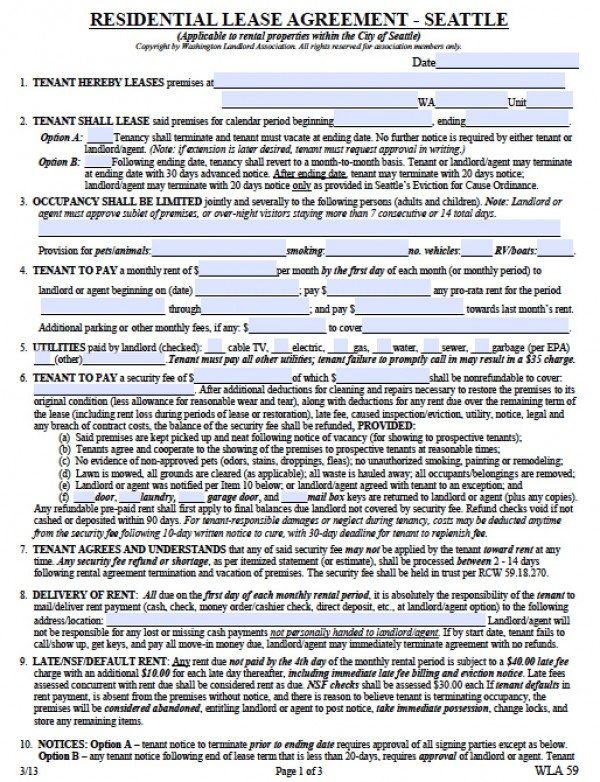 RESIDENTIAL LEASE AGREEMENT - SEATTLE
(Applicable to rental properties within the City of Seattle)
Copyright by Washington Landlord Association. All rights reserved for association members only.
Date
1. TENANT HEREBY LEASES premises at
WA Unit
2. TENANT SHALL LEASE said premises for calendar period beginning , ending .
Option A: Tenancy shall terminate and tenant must vacate at ending date. No further notice is required by either tenant or
landlord/agent. (Note: if extension is later desired, tenant must request approval in writing.)
Option B: Following ending date, tenancy shall revert to a month-to-month basis. Tenant or landlord/agent may terminate
at ending date with 30 days advanced notice. After ending date, tenant may terminate with 20 days notice;
landlord/agent may terminate with 20 days notice only as provided in Seattle's Eviction for Cause Ordinance.
3. OCCUPANCY SHALL BE LIMITED jointly and severally to the following persons (adults and children). Note: Landlord or
agent must approve sublet of premises, or over-night visitors staying more than 7 consecutive or 14 total days.
Provision for pets/animals: smoking: no. vehicles: RV/boats: .
4. TENANT TO PAY a monthly rent of $ per month by the first day of each month (or monthly period) to
landlord or agent beginning on (date) ; pay $ any pro-rata rent for the period
through ; and pay $ towards last month's rent.
Additional parking or other monthly fees, if any: $ to cover .
5. UTILITIES paid by landlord (checked): cable TV, electric, gas, water, sewer, garbage (per EPA)
(other) .Tenant must pay all other utilities; tenant failure to promptly call in may result in a $35 charge.
6. TENANT TO PAY a security fee of $ of which $ shall be nonrefundable to cover:
. After additional deductions for cleaning and repairs necessary to restore the premises to its
original condition (less allowance for reasonable wear and tear), along with deductions for any rent due over the remaining term of
the lease (including rent loss during periods of lease or restoration), late fee, caused inspection/eviction, utility, notice, legal and
any breach of contract costs, the balance of the security fee shall be refunded, PROVIDED:
(a) Said premises are kept picked up and neat following notice of vacancy (for showing to prospective tenants);
(b) Tenants agree and cooperate to the showing of premises to prospective tenants at reasonable times;
(c) No evidence of non-approved pets (odors, stains, droppings, fleas); no unauthorized smoking, painting or remodeling;
(d) Lawn is mowed, all grounds are cleared (as applicable); all waste is hauled away; all occupants/belongings are removed;
(e) Landlord or agent was notified per Item 10 below; or landlord/agent agreed with tenant to an exception; and
(f) door, laundry, garage door, and mail box keys are returned to landlord or agent (plus any copies).
Any refundable pre-paid rent shall first apply to final balances due landlord not covered by security fee. Refund checks void if not
cashed or deposited within 90 days. For tenant-responsible damages or neglect during tenancy, costs may be deducted anytime
from the security fee following 10-day written notice to cure, with 30-day deadline for tenant to replenish fee.
7. TENANT AGREES AND UNDERSTANDS that any of said security fee may not be applied by the tenant toward rent at any
time. Any security fee refund or shortage, as per itemized statement (or estimate), shall be processed between 2 - 14 days
following rental agreement termination and vacation of premises. The security fee shall be held in trust per RCW 59.18.270.
8. DELIVERY OF RENT: All due on the first day of each monthly rental period, it is absolutely the responsibility of the tenant to
mail/deliver rent payment (cash, check, money order/cashier check, direct deposit, etc., at landlord/agent option) to the following
address/location: Landlord/agent will
not be responsible for any lost or missing cash payments not personally handed to landlord/agent. If by start date, tenant fails to
call/show up, get keys, and pay all move-in money due, landlord/agent may immediately terminate agreement with no refunds.
9. LATE/NSF/DEFAULT RENT: Any rent due not paid by the 4th day of the monthly rental period is subject to a $40.00 late fee
charge with an additional $10.00 for each late day thereafter, including immediate late fee billing and eviction notice. Late fees
assessed concurrent with rent due shall be considered rent as due. NSF checks shall be assessed $30.00 each If tenant defaults in
rent payment, is absent from the premises without notice, and there is reason to believe tenant is terminating occupancy, the
premises will be considered abandoned, entitling landlord or agent to post notice, take immediate possession, change locks, and
store any remaining items.
10. NOTICES: Option A – tenant notice to terminate prior to ending date requires approval of all signing parties except as below.
Option B – any tenant notice following end of lease term that is less than 20-days, requires approval of landlord/agent. Tenant
3/13 Page 1 of 3 WLA 59